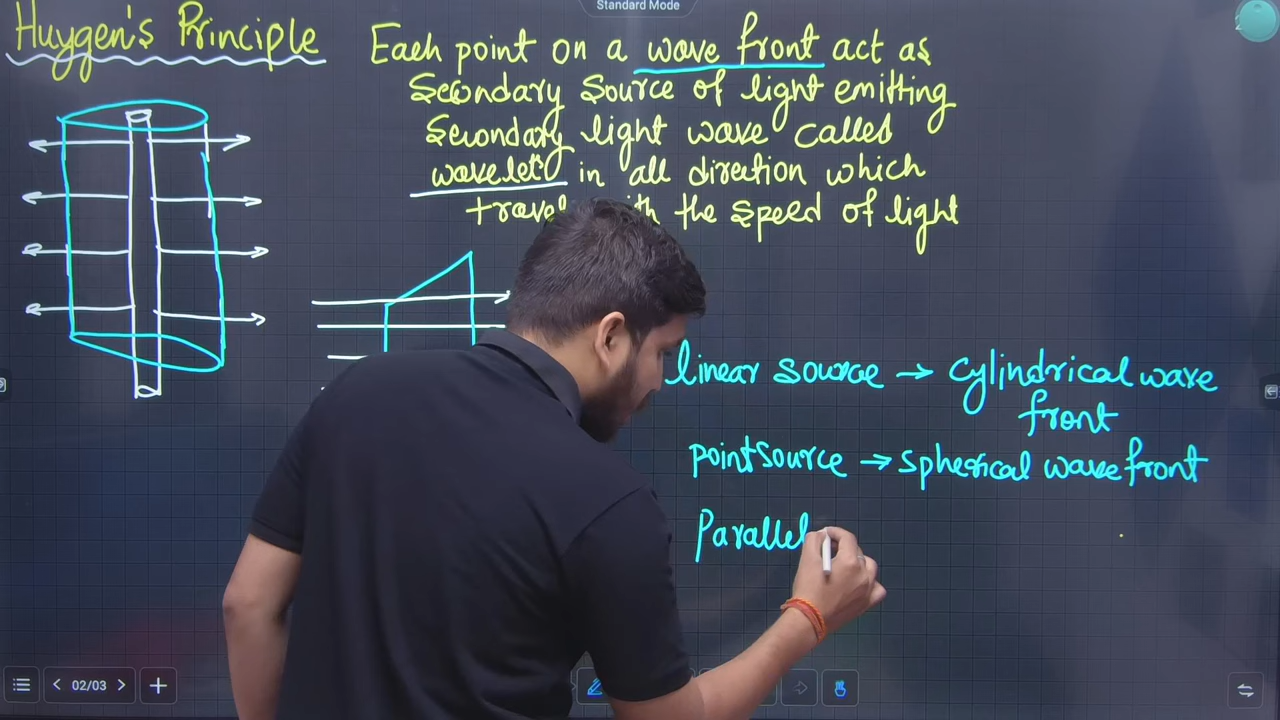 Standard Mode
Huygen's Principle
Each point on a wave front act as
Secondary Source of light emitting
Secondary light wave called
wavelets in all direction which
the speed of light
linear source → cylindrical wave
front
point source → spherical wave front
Parallel
02/03